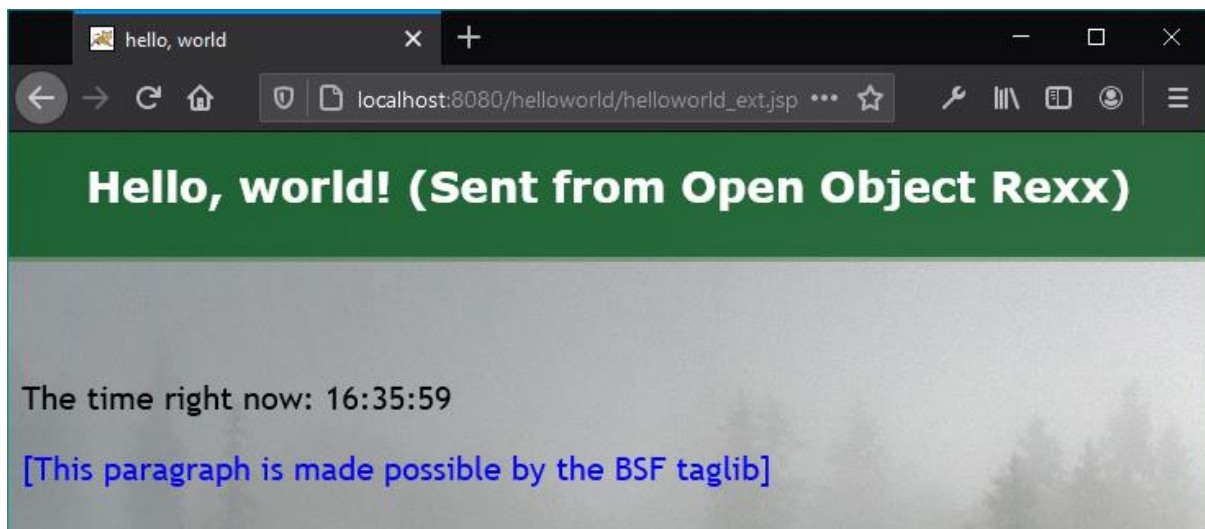 hello, world
localhost:8080/helloworld/helloworld_ext.jsp
Hello, world! (Sent from Open Object Rexx)
The time right now: 16:35:59
[This paragraph is made possible by the BSF taglib]